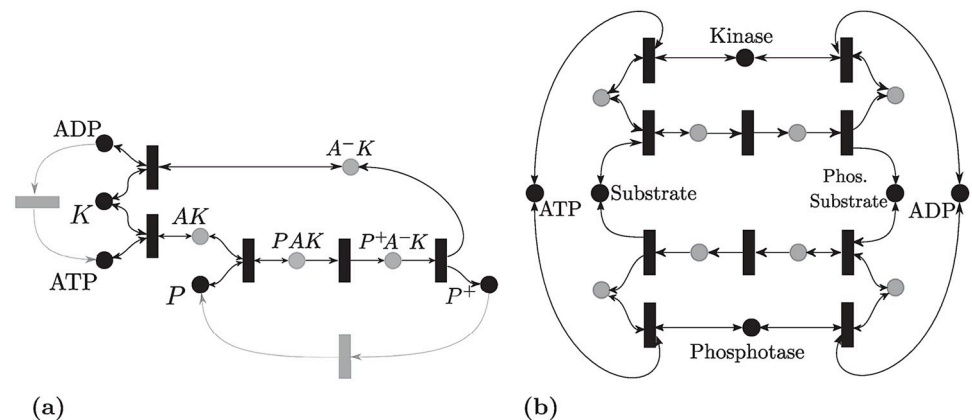 ADP
A⁻K
K
AK
PAK
P⁺A⁻K
ATP
P
P⁺
(a)
Kinase
ATP
Substrate
Phos.
Substrate
ADP
Phosphotase
(b)